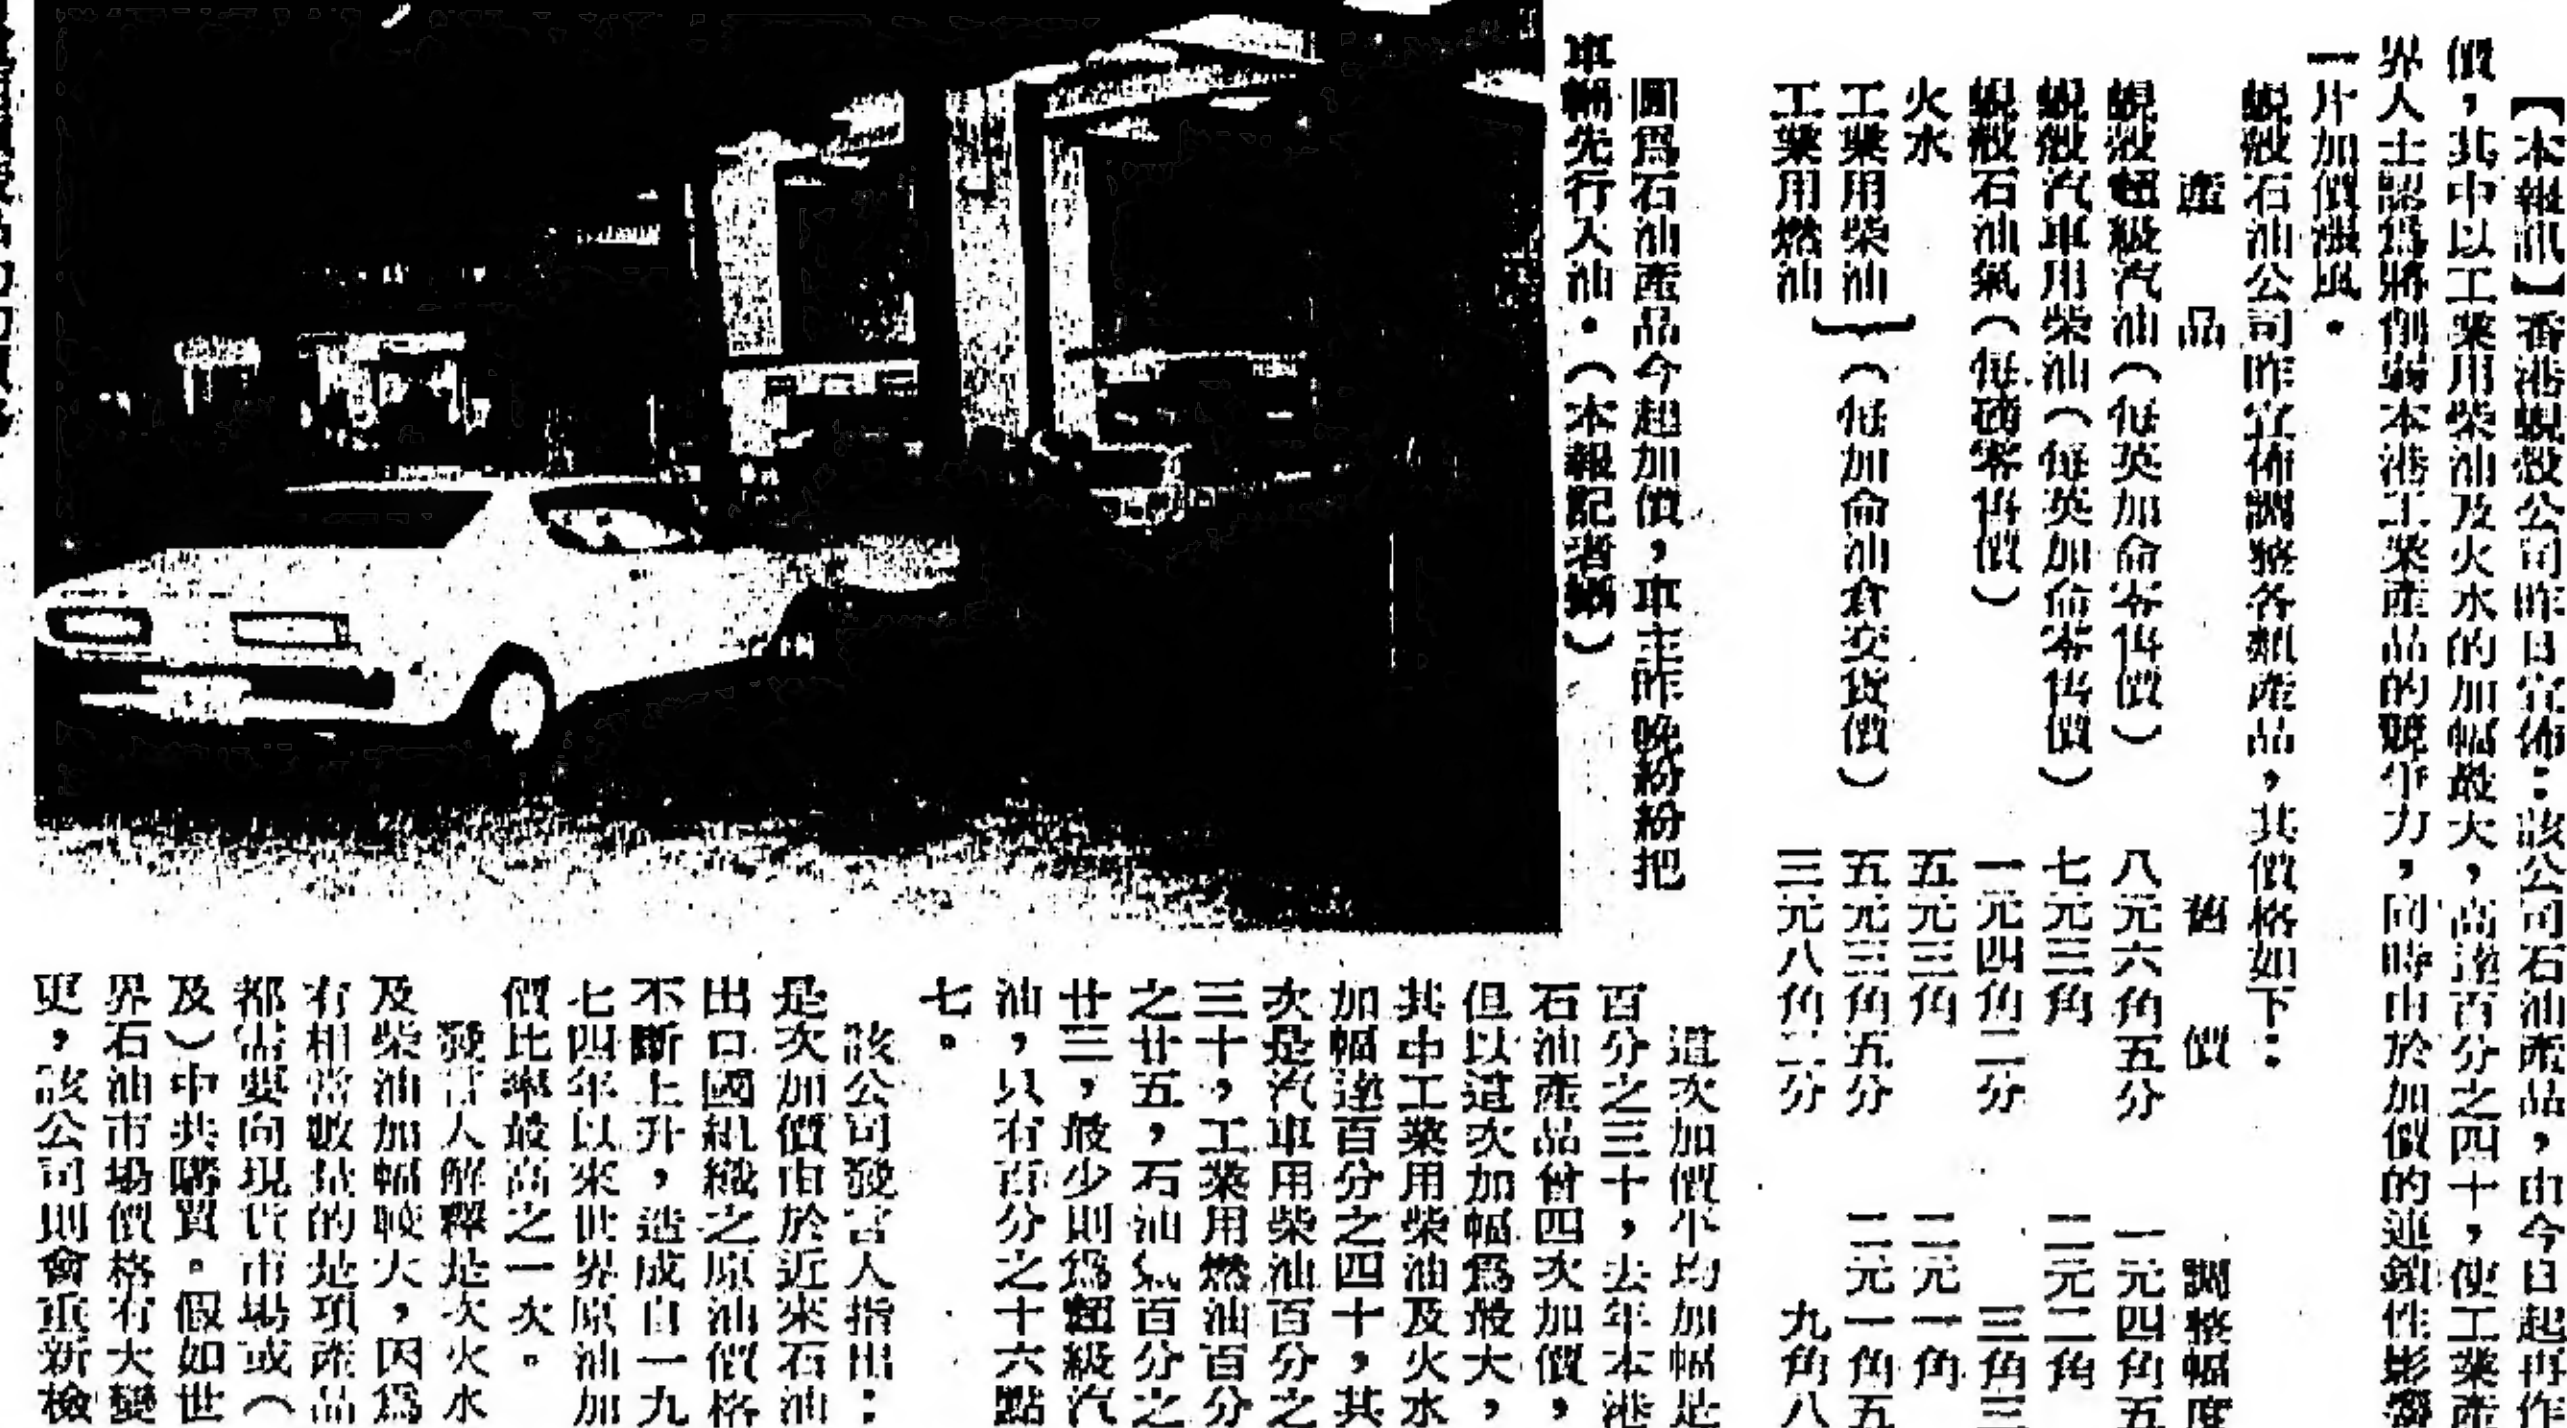 【本報訊】香港蜆殼公司昨日宣佈：該公司石油產品，由今日起再作
價，其中以工業用柴油及火水的加幅最大，高達百分之四十，使工業產
界人士認爲將削弱本港工業產品的競爭力，同時由於加價的連鎖性影響
一片加價漲風。
蜆殼石油公司昨宣佈調整各類產品，其價格如下：
產品　舊價　調整幅度
蜆殼超級汽油（每英加侖零售價）　八元六角五分　一元四角五
蜆殼汽車用柴油（每英加侖零售價）　七元三角　二元二角
蜆殼石油氣（每磅零售價）　一元四角二分　三角三
火水　五元三角　二元一角
工業用柴油｝（每加侖油倉交貨價）　五元三角五分　二元一角五
工業用燃油　三元八角二分　九角八
圖爲石油產品今起加價，車主昨晚紛紛把
車輛先行入油。（本報記者攝）
這次加價平均加幅是
百分之三十，去年本港
石油產品曾四次加價，
但以這次加幅爲最大，
其中工業用柴油及火水
加幅達百分之四十，其
次是汽車用柴油百分之
三十，工業用燃油百分
之廿五，石油氣百分之
廿三，最少則爲超級汽
油，只有百分之十六點
七。
該公司發言人指出：
是次加價由於近來石油
出口國組織之原油價格
不斷上升，造成自一九
七四年以來世界原油加
價比率最高之一次。
發言人解釋是次火水
及柴油加幅較大，因爲
有相當數量的是項產品
都需要向現貨市場或（
及）中共購買。假如世
界石油市場價格有大變
更，該公司則會重新檢